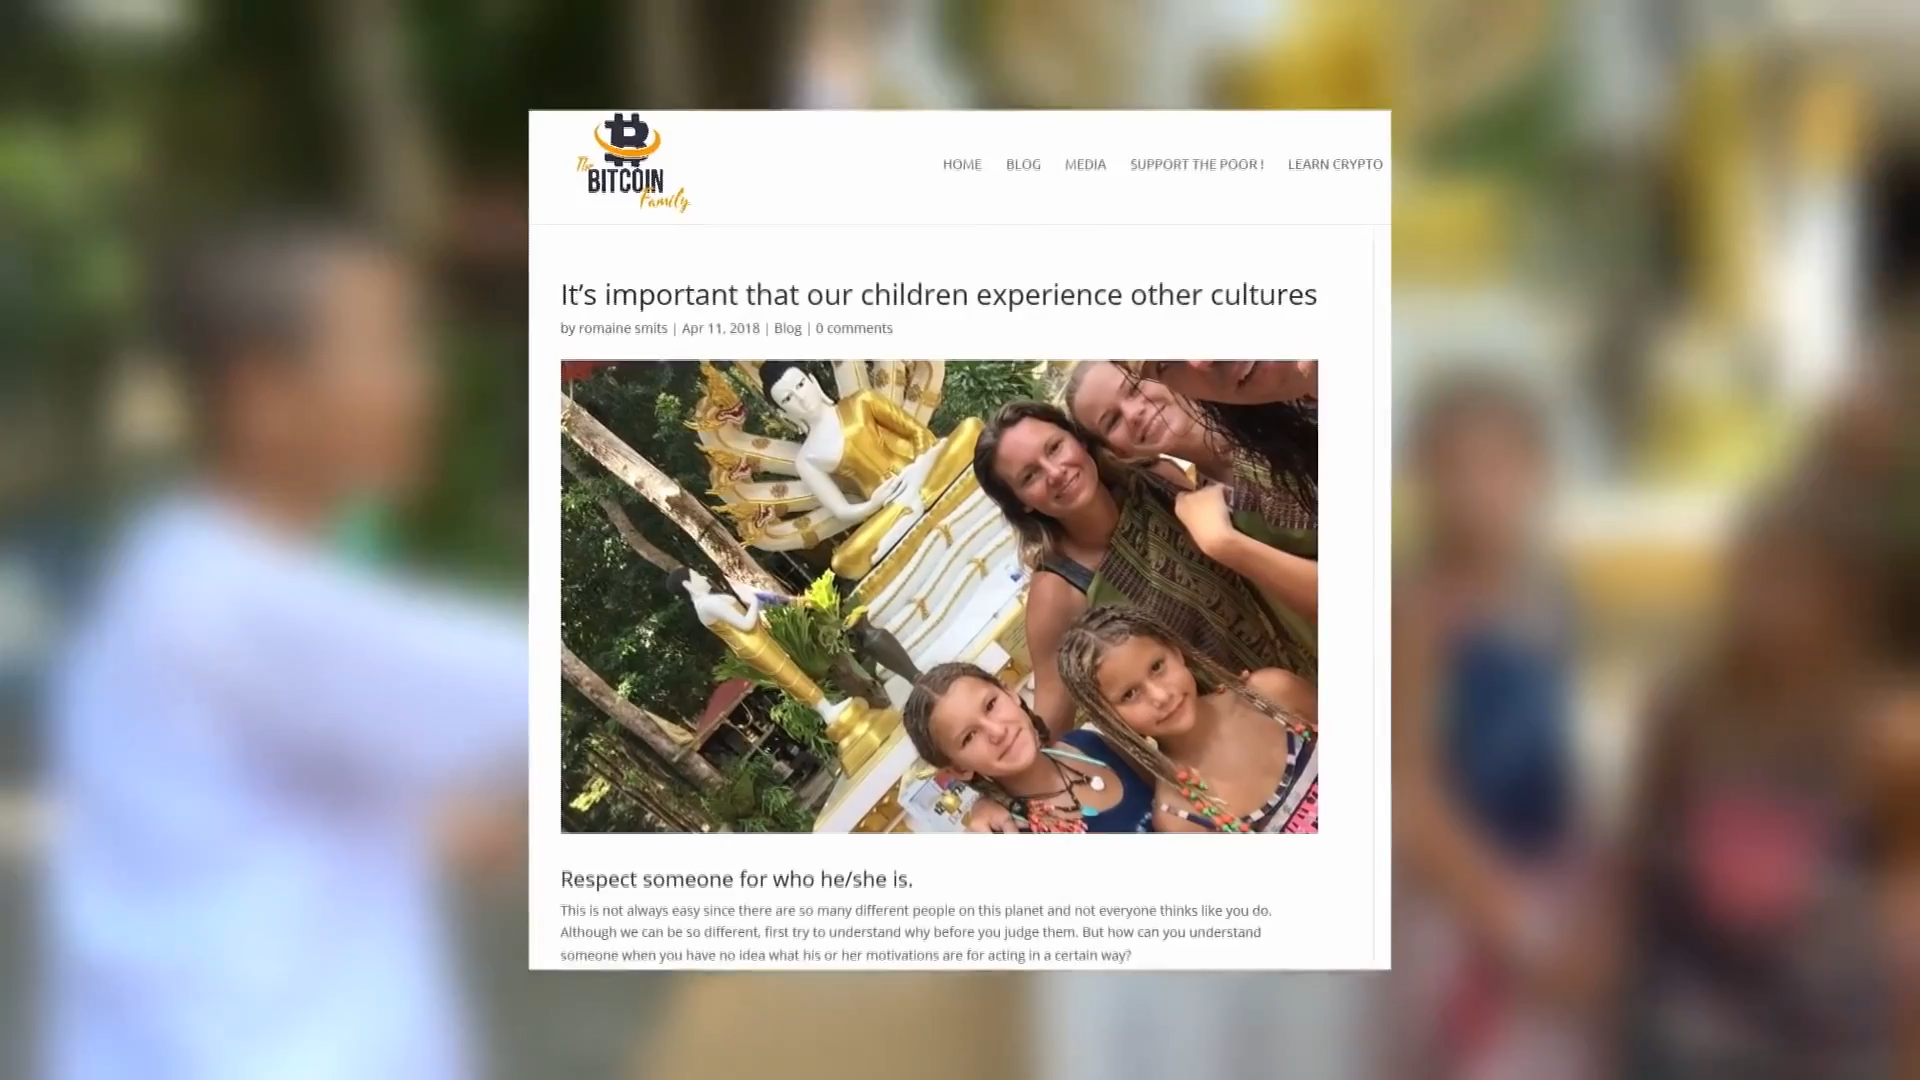 The
BITCOIN
Family
HOME BLOG MEDIA SUPPORT THE POOR ! LEARN CRYPTO
It’s important that our children experience other cultures
by romaine smits | Apr 11, 2018 | Blog | 0 comments
Respect someone for who he/she is.
This is not always easy since there are so many different people on this planet and not everyone thinks like you do.
Although we can be so different, first try to understand why before you judge them. But how can you understand
someone when you have no idea what his or her motivations are for acting in a certain way?